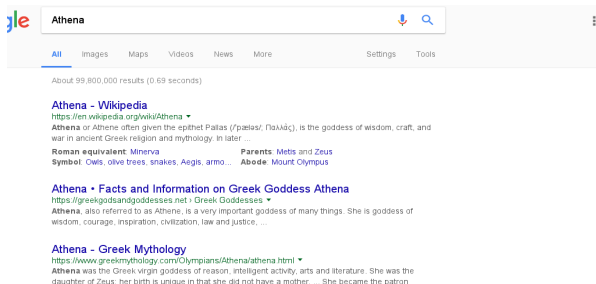 gle
Athena
All Images Maps Videos News More Settings Tools
About 99,800,000 results (0.69 seconds)
Athena - Wikipedia
https://en.wikipedia.org/wiki/Athena
Athena or Athene often given the epithet Pallas (/ˈpæləs/; Παλλάς), is the goddess of wisdom, craft, and
war in ancient Greek religion and mythology. In later ...
Roman equivalent: Minerva Parents: Metis and Zeus
Symbol: Owls, olive trees, snakes, Aegis, armo... Abode: Mount Olympus
Athena • Facts and Information on Greek Goddess Athena
https://greekgodsandgoddesses.net › Greek Goddesses
Athena, also referred to as Athene, is a very important goddess of many things. She is goddess of
wisdom, courage, inspiration, civilization, law and justice, ...
Athena - Greek Mythology
https://www.greekmythology.com/Olympians/Athena/athena.html
Athena was the Greek virgin goddess of reason, intelligent activity, arts and literature. She was the
daughter of Zeus; her birth is unique in that she did not have a mother. ... She became the patron